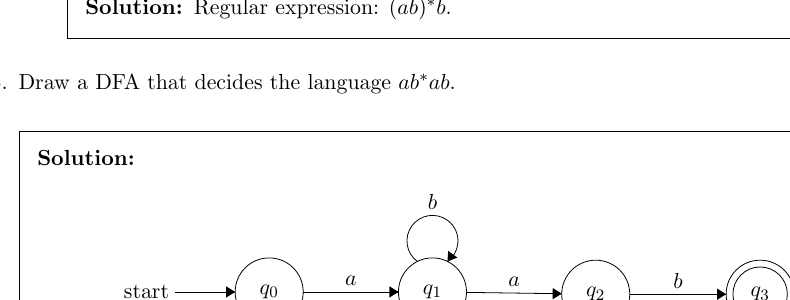 Solution: Regular expression: (ab)*b.
. Draw a DFA that decides the language ab*ab.
Solution:
b
start q0 a q1 a q2 b q3